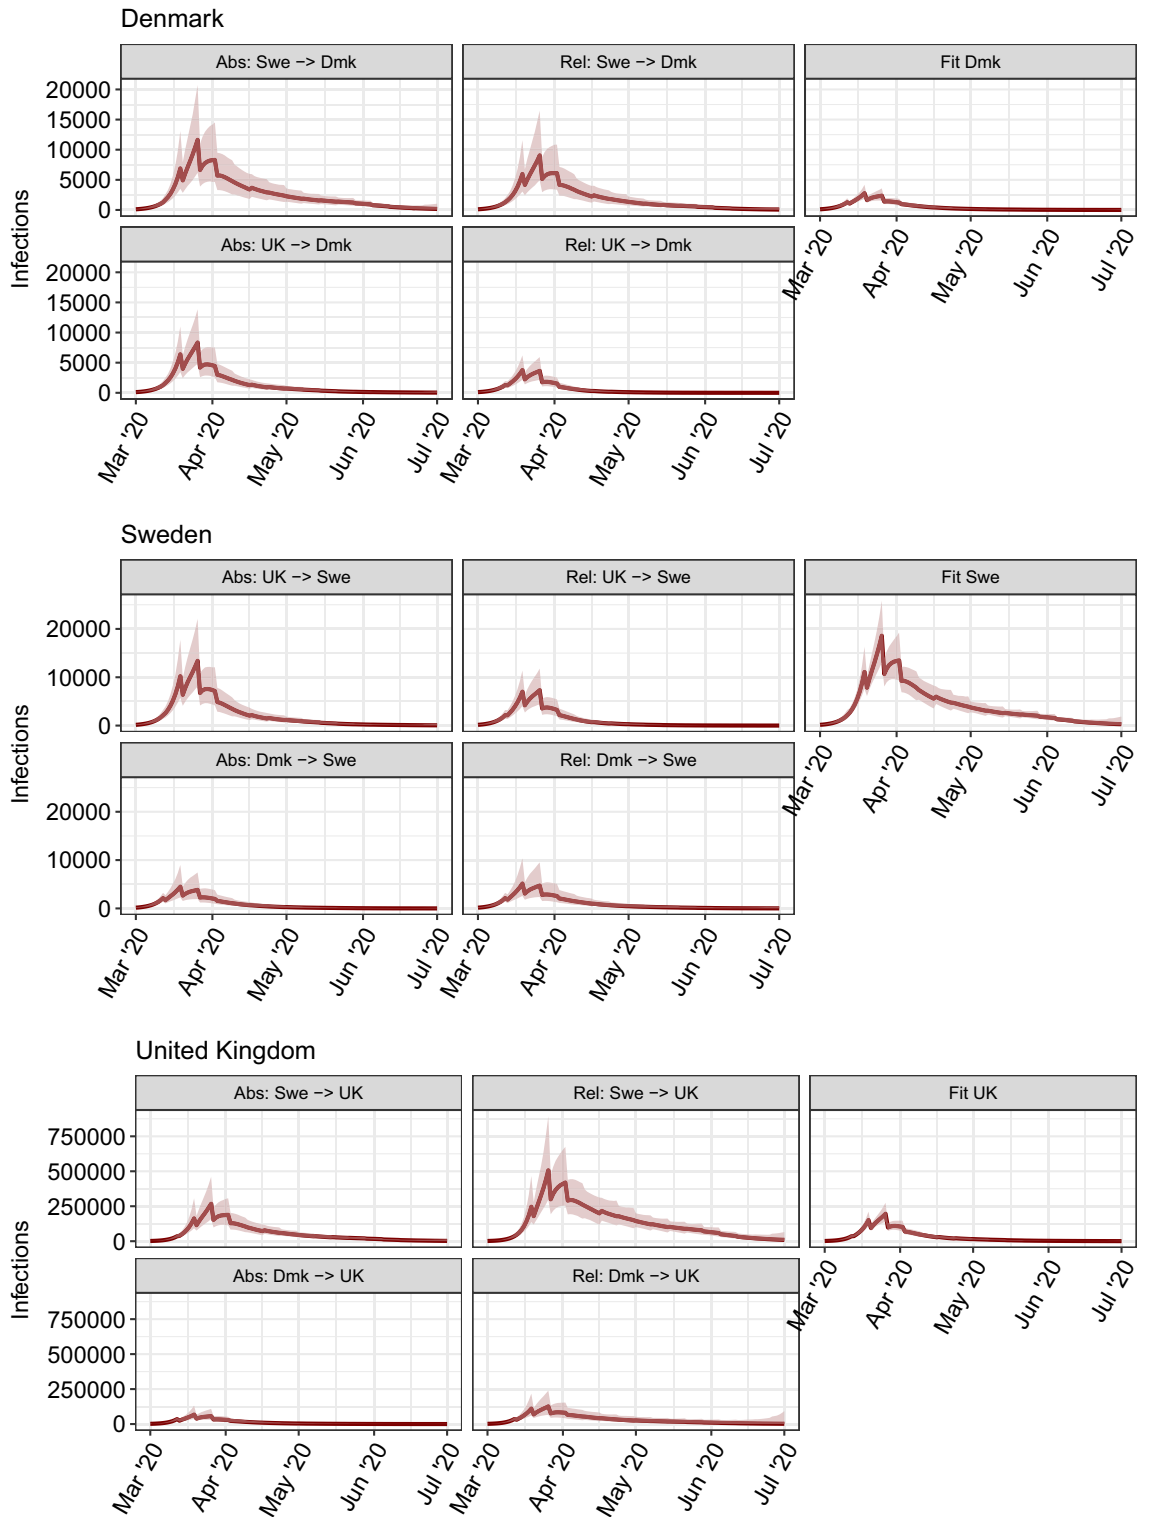 Denmark
Abs: Swe −> Dmk
Rel: Swe −> Dmk
Fit Dmk
20000
15000
10000
5000
0
Abs: UK −> Dmk
Rel: UK −> Dmk
20000
15000
10000
5000
0
Infections
Mar '20
Apr '20
May '20
Jun '20
Jul '20
Mar '20
Apr '20
May '20
Jun '20
Jul '20
Mar '20
Apr '20
May '20
Jun '20
Jul '20
Sweden
Abs: UK −> Swe
Rel: UK −> Swe
Fit Swe
20000
10000
0
Abs: Dmk −> Swe
Rel: Dmk −> Swe
20000
10000
0
Infections
Mar '20
Apr '20
May '20
Jun '20
Jul '20
Mar '20
Apr '20
May '20
Jun '20
Jul '20
Mar '20
Apr '20
May '20
Jun '20
Jul '20
United Kingdom
Abs: Swe −> UK
Rel: Swe −> UK
Fit UK
750000
500000
250000
0
Abs: Dmk −> UK
Rel: Dmk −> UK
750000
500000
250000
0
Infections
Mar '20
Apr '20
May '20
Jun '20
Jul '20
Mar '20
Apr '20
May '20
Jun '20
Jul '20
Mar '20
Apr '20
May '20
Jun '20
Jul '20